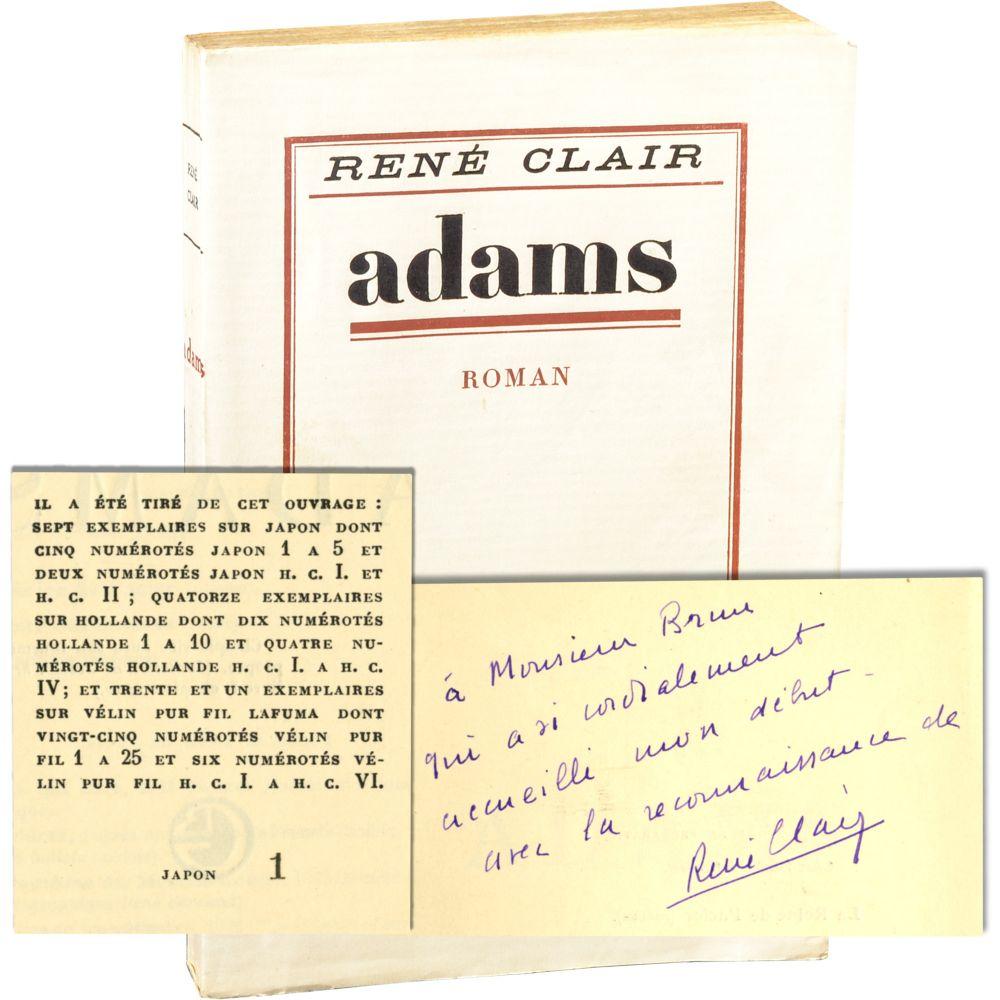 RENÉ CLAIR
adams
ROMAN
RENÉ
CLAIR
adams
IL A ÉTÉ TIRÉ DE CET OUVRAGE :
SEPT EXEMPLAIRES SUR JAPON DONT
CINQ NUMÉROTÉS JAPON 1 A 5 ET
DEUX NUMÉROTÉS JAPON H. C. I. ET
H. C. II ; QUATORZE EXEMPLAIRES
SUR HOLLANDE DONT DIX NUMÉROTÉS
HOLLANDE 1 A 10 ET QUATRE NU-
MÉROTÉS HOLLANDE H. C. I. A H. C.
IV; ET TRENTE ET UN EXEMPLAIRES
SUR VÉLIN PUR FIL LAFUMA DONT
VINGT-CINQ NUMÉROTÉS VÉLIN PUR
FIL 1 A 25 ET SIX NUMÉROTÉS VÉ-
LIN PUR FIL H. C. I. A H. C. VI.
JAPON 1
à Monsieur
qui a si cordialement
accueilli mon début -
avec la reconnaissance de
René Clair